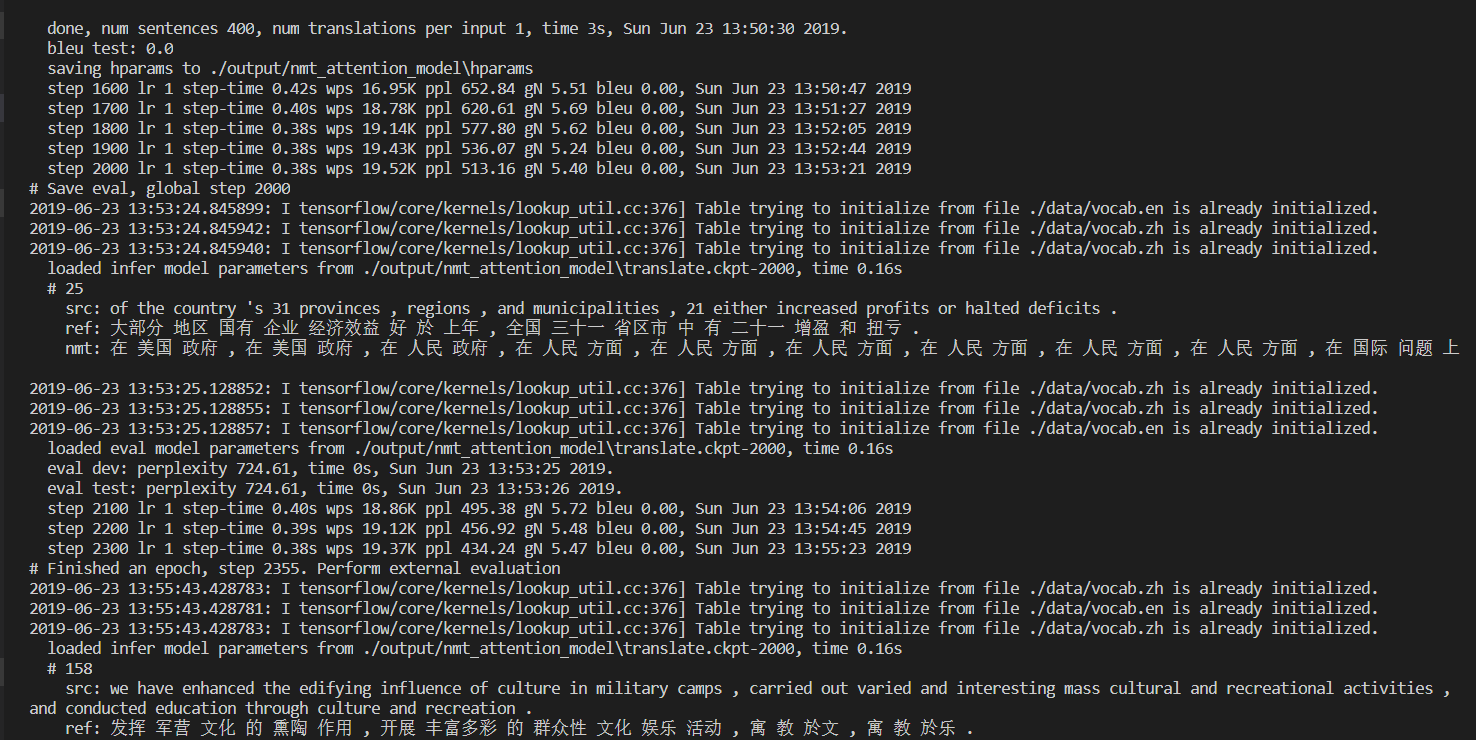 done, num sentences 400, num translations per input 1, time 3s, Sun Jun 23 13:50:30 2019.
bleu test: 0.0
saving hparams to ./output/nmt_attention_model\hparams
step 1600 lr 1 step-time 0.42s wps 16.95K ppl 652.84 gN 5.51 bleu 0.00, Sun Jun 23 13:50:47 2019
step 1700 lr 1 step-time 0.40s wps 18.78K ppl 620.61 gN 5.69 bleu 0.00, Sun Jun 23 13:51:27 2019
step 1800 lr 1 step-time 0.38s wps 19.14K ppl 577.80 gN 5.62 bleu 0.00, Sun Jun 23 13:52:05 2019
step 1900 lr 1 step-time 0.38s wps 19.43K ppl 536.07 gN 5.24 bleu 0.00, Sun Jun 23 13:52:44 2019
step 2000 lr 1 step-time 0.38s wps 19.52K ppl 513.16 gN 5.40 bleu 0.00, Sun Jun 23 13:53:21 2019
# Save eval, global step 2000
2019-06-23 13:53:24.845899: I tensorflow/core/kernels/lookup_util.cc:376] Table trying to initialize from file ./data/vocab.en is already initialized.
2019-06-23 13:53:24.845942: I tensorflow/core/kernels/lookup_util.cc:376] Table trying to initialize from file ./data/vocab.zh is already initialized.
2019-06-23 13:53:24.845940: I tensorflow/core/kernels/lookup_util.cc:376] Table trying to initialize from file ./data/vocab.zh is already initialized.
loaded infer model parameters from ./output/nmt_attention_model\translate.ckpt-2000, time 0.16s
# 25
src: of the country 's 31 provinces , regions , and municipalities , 21 either increased profits or halted deficits .
ref: 大部分 地区 国有 企业 经济效益 好 於 上年 , 全国 三十一 省区市 中 有 二十一 增盈 和 扭亏 .
nmt: 在 美国 政府 , 在 美国 政府 , 在 人民 政府 , 在 人民 方面 , 在 人民 方面 , 在 人民 方面 , 在 人民 方面 , 在 人民 方面 , 在 人民 方面 , 在 国际 问题 上
2019-06-23 13:53:25.128852: I tensorflow/core/kernels/lookup_util.cc:376] Table trying to initialize from file ./data/vocab.zh is already initialized.
2019-06-23 13:53:25.128855: I tensorflow/core/kernels/lookup_util.cc:376] Table trying to initialize from file ./data/vocab.zh is already initialized.
2019-06-23 13:53:25.128857: I tensorflow/core/kernels/lookup_util.cc:376] Table trying to initialize from file ./data/vocab.en is already initialized.
loaded eval model parameters from ./output/nmt_attention_model\translate.ckpt-2000, time 0.16s
eval dev: perplexity 724.61, time 0s, Sun Jun 23 13:53:25 2019.
eval test: perplexity 724.61, time 0s, Sun Jun 23 13:53:26 2019.
step 2100 lr 1 step-time 0.40s wps 18.86K ppl 495.38 gN 5.72 bleu 0.00, Sun Jun 23 13:54:06 2019
step 2200 lr 1 step-time 0.39s wps 19.12K ppl 456.92 gN 5.48 bleu 0.00, Sun Jun 23 13:54:45 2019
step 2300 lr 1 step-time 0.38s wps 19.37K ppl 434.24 gN 5.47 bleu 0.00, Sun Jun 23 13:55:23 2019
# Finished an epoch, step 2355. Perform external evaluation
2019-06-23 13:55:43.428783: I tensorflow/core/kernels/lookup_util.cc:376] Table trying to initialize from file ./data/vocab.zh is already initialized.
2019-06-23 13:55:43.428781: I tensorflow/core/kernels/lookup_util.cc:376] Table trying to initialize from file ./data/vocab.en is already initialized.
2019-06-23 13:55:43.428783: I tensorflow/core/kernels/lookup_util.cc:376] Table trying to initialize from file ./data/vocab.zh is already initialized.
loaded infer model parameters from ./output/nmt_attention_model\translate.ckpt-2000, time 0.16s
# 158
src: we have enhanced the edifying influence of culture in military camps , carried out varied and interesting mass cultural and recreational activities ,
and conducted education through culture and recreation .
ref: 发挥 军营 文化 的 熏陶 作用 , 开展 丰富多彩 的 群众性 文化 娱乐 活动 , 寓 教 於文 , 寓 教 於乐 .